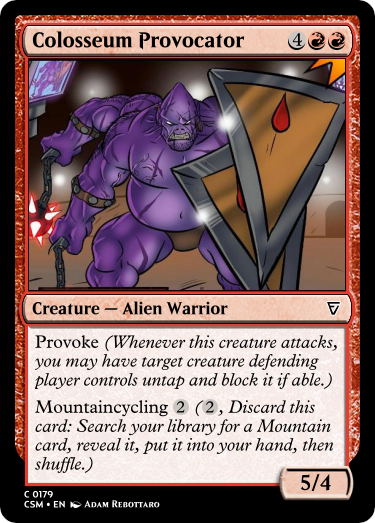 Colosseum Provocator 4
Creature — Alien Warrior
Provoke (Whenever this creature attacks,
you may have target creature defending
player controls untap and block it if able.)
Mountaincycling 2 (2, Discard this
card: Search your library for a Mountain
card, reveal it, put it into your hand, then
shuffle.)
5/4
C 0179
CSM • EN Adam Rebottaro